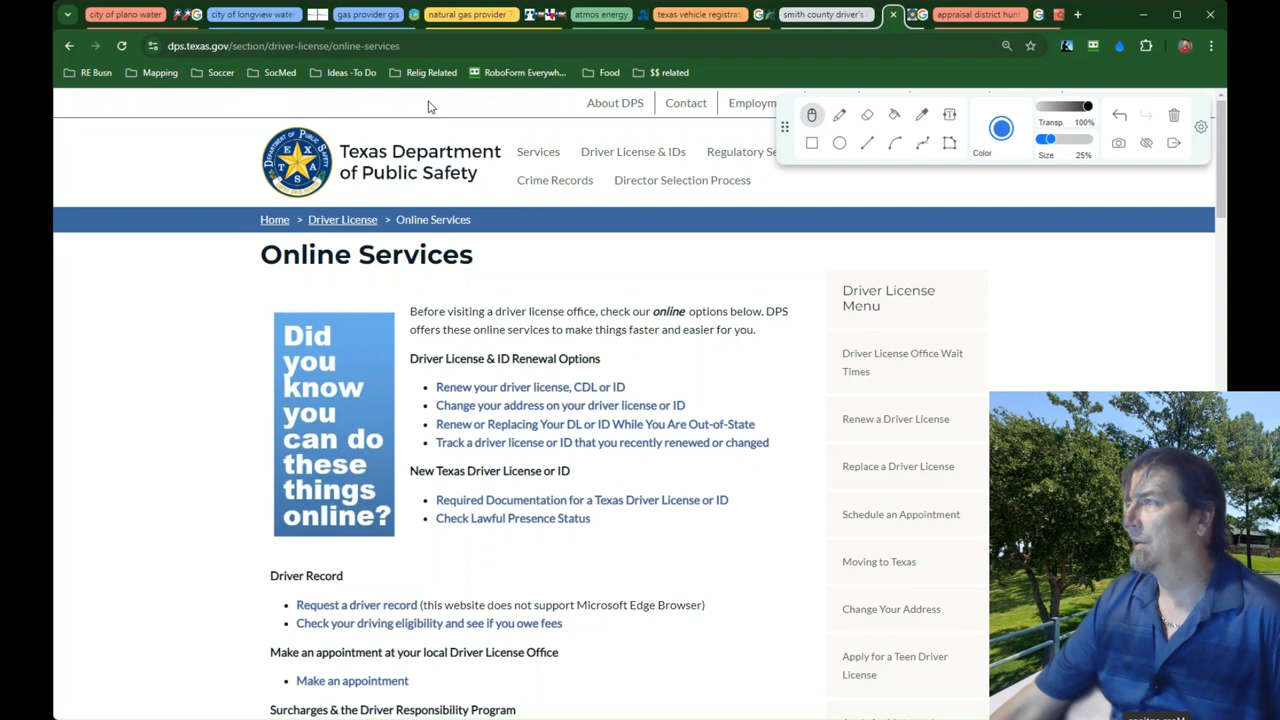 city of plano water
city of longview wate
gas provider gis
natural gas provider T
atmos energy
texas vehicle registrat
smith county driver's
appraisal district hunt
dps.texas.gov/section/driver-license/online-services
RE Busn
Mapping
Soccer
SocMed
Ideas -To Do
Relig Related
RoboForm Everywh...
Food
$$ related
About DPS
Contact
Employm
Transp. 100%
Color
Size 25%
Texas Department
of Public Safety
Services
Driver License & IDs
Regulatory Se
Crime Records
Director Selection Process
Home > Driver License > Online Services
Online Services
Did
you
know
you
can do
these
things
online?
Before visiting a driver license office, check our online options below. DPS
offers these online services to make things faster and easier for you.
Driver License & ID Renewal Options
• Renew your driver license, CDL or ID
• Change your address on your driver license or ID
• Renew or Replacing Your DL or ID While You Are Out-of-State
• Track a driver license or ID that you recently renewed or changed
New Texas Driver License or ID
• Required Documentation for a Texas Driver License or ID
• Check Lawful Presence Status
Driver Record
• Request a driver record (this website does not support Microsoft Edge Browser)
• Check your driving eligibility and see if you owe fees
Make an appointment at your local Driver License Office
• Make an appointment
Surcharges & the Driver Responsibility Program
Driver License
Menu
Driver License Office Wait
Times
Renew a Driver License
Replace a Driver License
Schedule an Appointment
Moving to Texas
Change Your Address
Apply for a Teen Driver
License